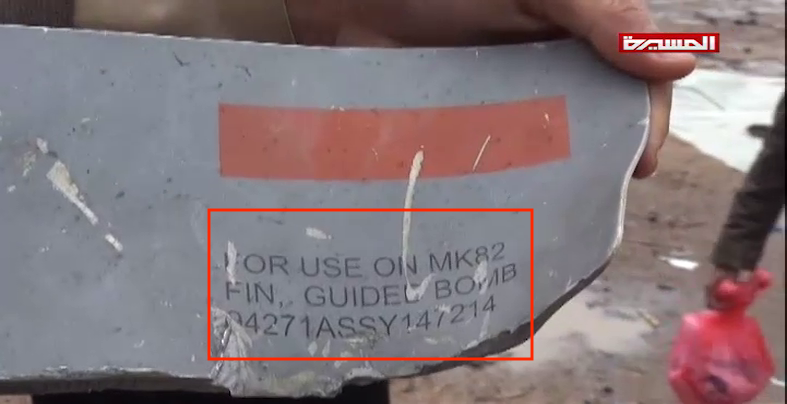 المسيرة
FOR USE ON MK82
FIN, GUIDED BOMB
94271ASSY147214